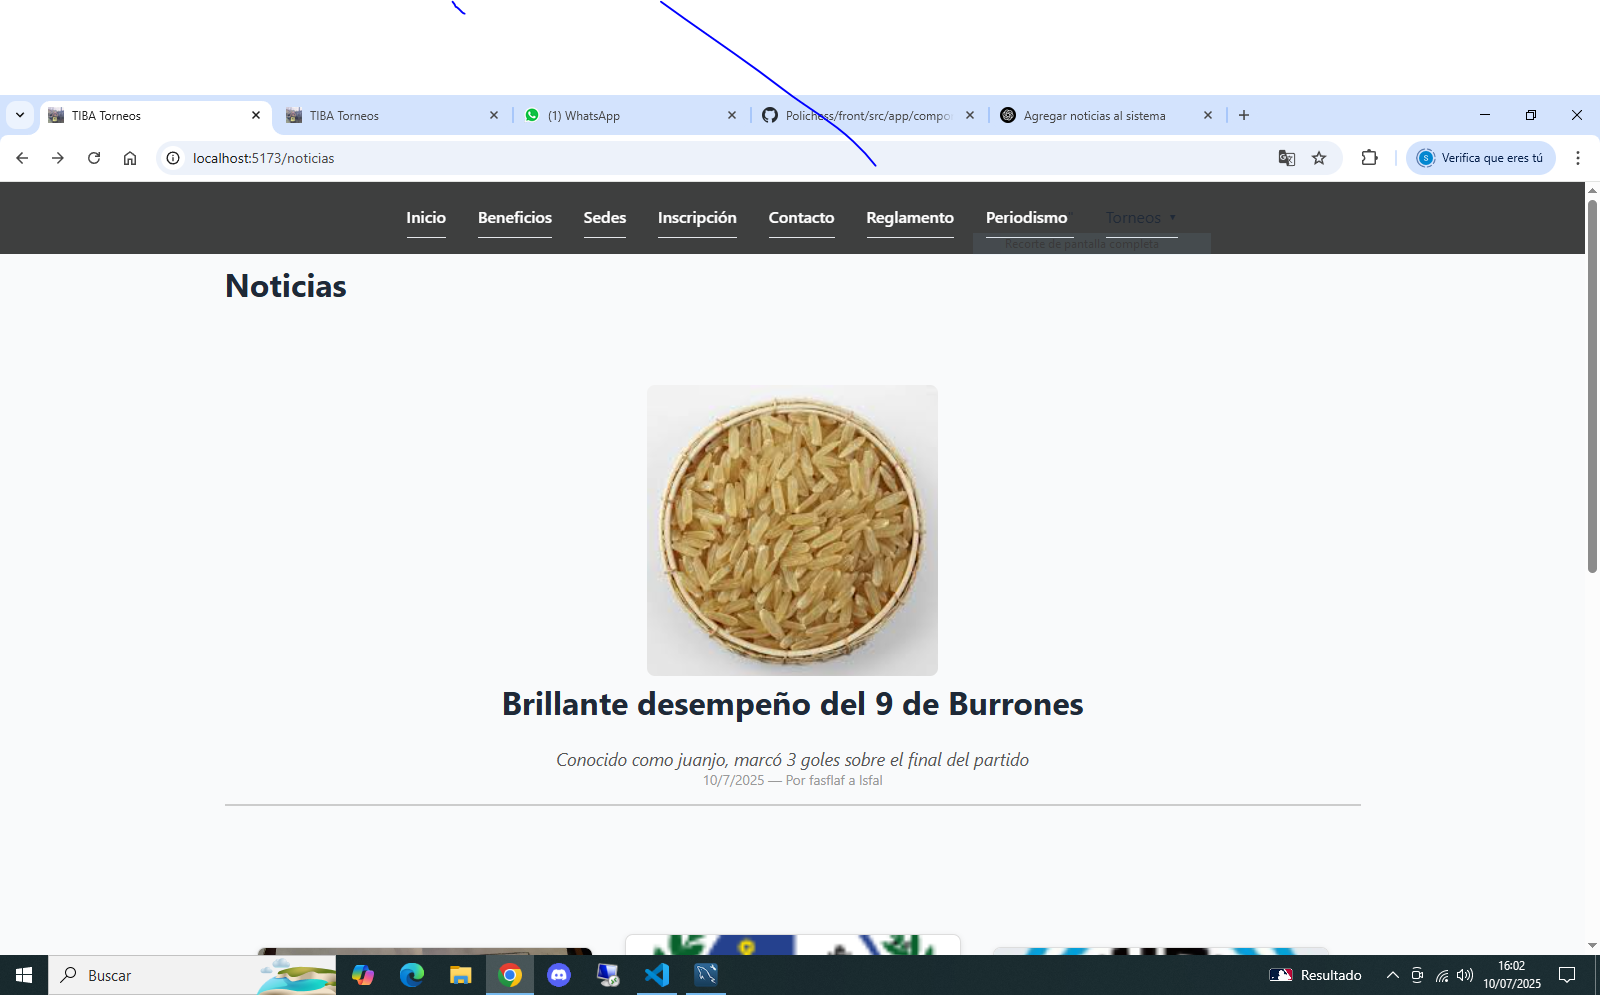 TIBA Torneos
TIBA Torneos
(1) WhatsApp
Polichess/front/src/app/compo
Agregar noticias al sistema
localhost:5173/noticias
S
Verifica que eres tú
Inicio Beneficios Sedes Inscripción Contacto Reglamento Periodismo Torneos
Recorte de pantalla completa
Noticias
Brillante desempeño del 9 de Burrones
Conocido como juanjo, marcó 3 goles sobre el final del partido
10/7/2025 — Por fasflaf a lsfal
Buscar
Resultado
16:02
10/07/2025